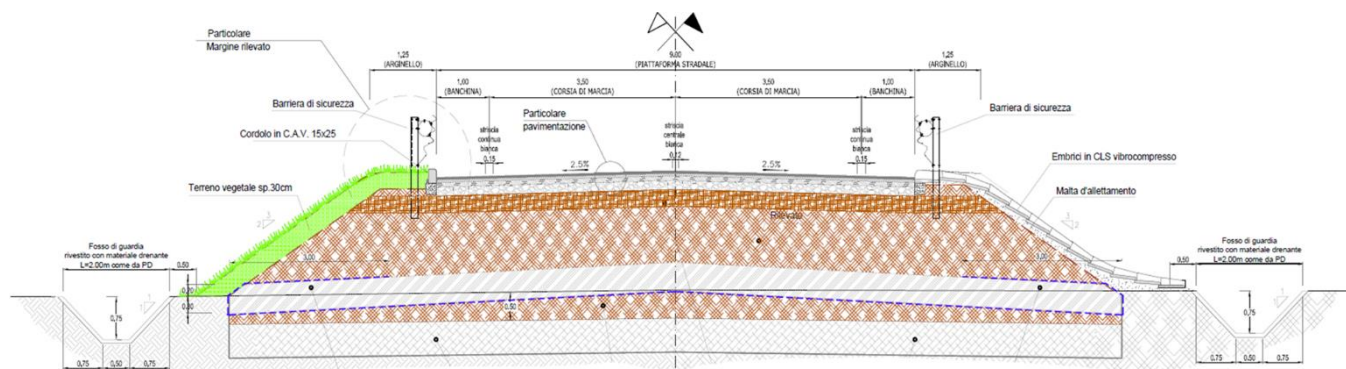 Particolare
Margine rilevato
1,25
(ARGINELLO)
9,00
(PIATTAFORMA STRADALE)
1,25
(ARGINELLO)
1,00
(BANCHINA)
3,50
(CORSIA DI MARCIA)
3,50
(CORSIA DI MARCIA)
1,00
(BANCHINA)
Barriera di sicurezza
Barriera di sicurezza
Cordolo in C.A.V. 15x25
Particolare
pavimentazione
striscia
continua
bianca
0,15
striscia
centrale
bianca
0,12
striscia
continua
bianca
0,15
2.5%
2.5%
Embrici in CLS vibrocompresso
Terreno vegetale sp.30cm
Malta d'allettamento
Rilevato
3
2
3
2
Fosso di guardia
rivestito con materiale drenante
L=2.00m come da PD
0,50
3,00
3,00
0,50
Fosso di guardia
rivestito con materiale drenante
L=2.00m come da PD
0,75
0,50
0,75
0,75
0,50
0,75
0,75
0.50
0.75